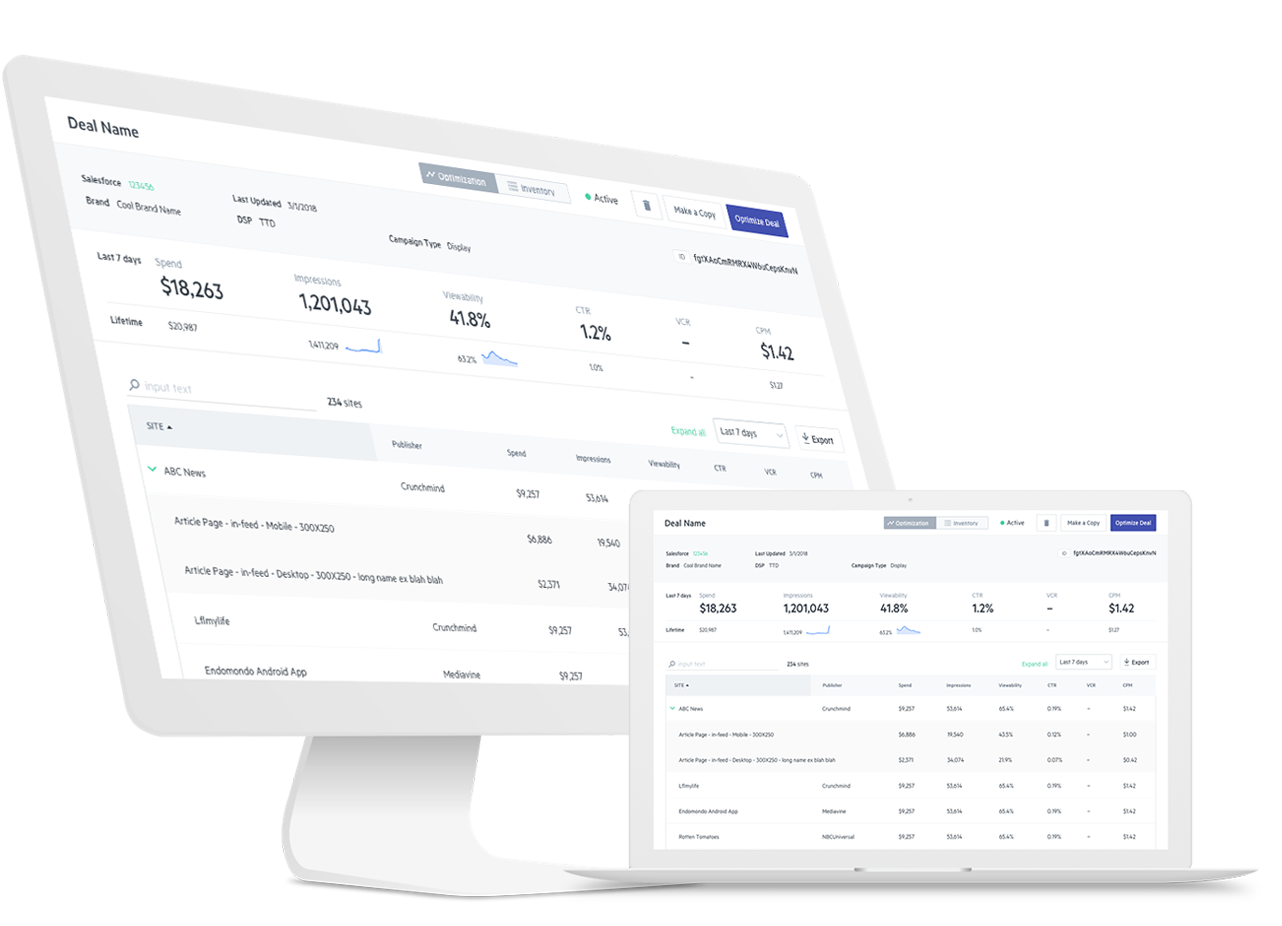 Deal Name
Optimization Inventory Active Make a Copy Optimize Deal
Salesforce 123456 Last Updated 3/1/2018
Brand Cool Brand Name DSP TTD Campaign Type Display ID fgtXAoCmRMRX4W6uCepsKnvN
Last 7 days Spend Impressions Viewability CTR VCR CPM
$18,263 1,201,043 41.8% 1.2% – $1.42
Lifetime $20,987 1,411,209 63.2% 1.0% - $1.27
input text 234 sites Expand all Last 7 days Export
SITE Publisher Spend Impressions Viewability CTR VCR CPM
ABC News Crunchmind $9,257 53,614
Article Page - in-feed - Mobile - 300X250 $6,886 19,540
Article Page - in-feed - Desktop - 300X250 - long name ex blah blah $2,371 34,074
Lflmylife Crunchmind $9,257 53,
Endomondo Android App Mediavine $9,257
Deal Name Optimization Inventory Active Make a Copy Optimize Deal
Salesforce 123456 Last Updated 3/1/2018 ID fgtXAoCmRMRX4W6uCepsKnvN
Brand Cool Brand Name DSP TTD Campaign Type Display
Last 7 days Spend Impressions Viewability CTR VCR CPM
$18,263 1,201,043 41.8% 1.2% – $1.42
Lifetime $20,987 1,411,209 63.2% 1.0% - $1.27
input text 234 sites Expand all Last 7 days Export
SITE Publisher Spend Impressions Viewability CTR VCR CPM
ABC News Crunchmind $9,257 53,614 65.4% 0.19% - $1.42
Article Page - in-feed - Mobile - 300X250 $6,886 19,540 43.5% 0.12% - $1.00
Article Page - in-feed - Desktop - 300X250 - long name ex blah blah $2,371 34,074 21.9% 0.07% - $0.42
Lflmylife Crunchmind $9,257 53,614 65.4% 0.19% - $1.42
Endomondo Android App Mediavine $9,257 53,614 65.4% 0.19% - $1.42
Rotten Tomatoes NBCUniversal $9,257 53,614 65.4% 0.19% - $1.42